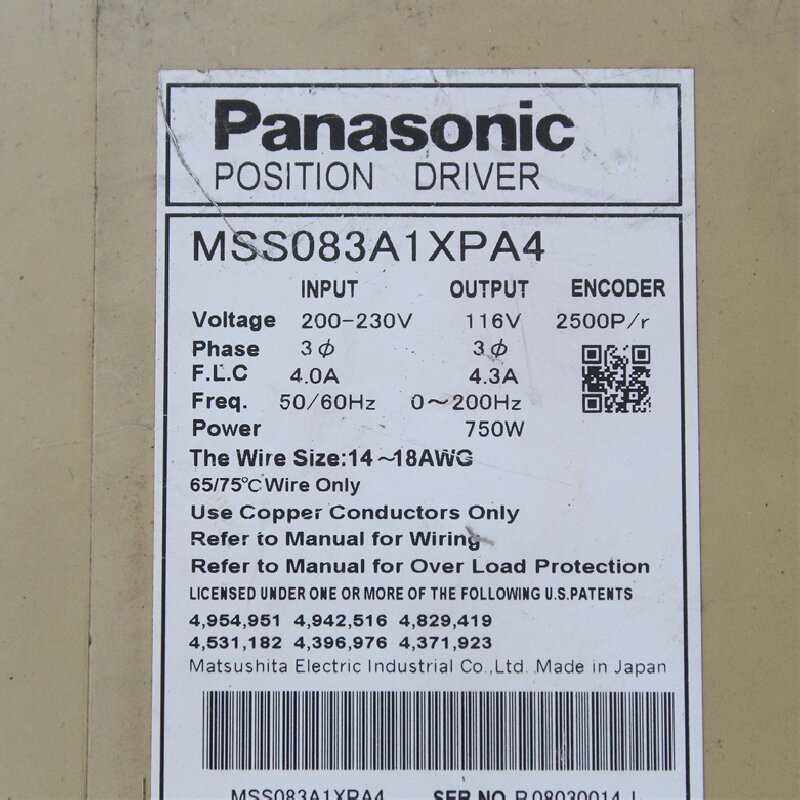 Panasonic
POSITION DRIVER
MSS083A1XPA4
INPUT OUTPUT ENCODER
Voltage 200-230V 116V 2500P/r
Phase 3ϕ 3ϕ
F.L.C 4.0A 4.3A
Freq. 50/60Hz 0~200Hz
Power 750W
The Wire Size:14~18AWG
65/75℃ Wire Only
Use Copper Conductors Only
Refer to Manual for Wiring
Refer to Manual for Over Load Protection
LICENSED UNDER ONE OR MORE OF THE FOLLOWING U.S.PATENTS
4,954,951 4,942,516 4,829,419
4,531,182 4,396,976 4,371,923
Matsushita Electric Industrial Co.,Ltd. Made in Japan
MSS083A1XPA4 SER NO